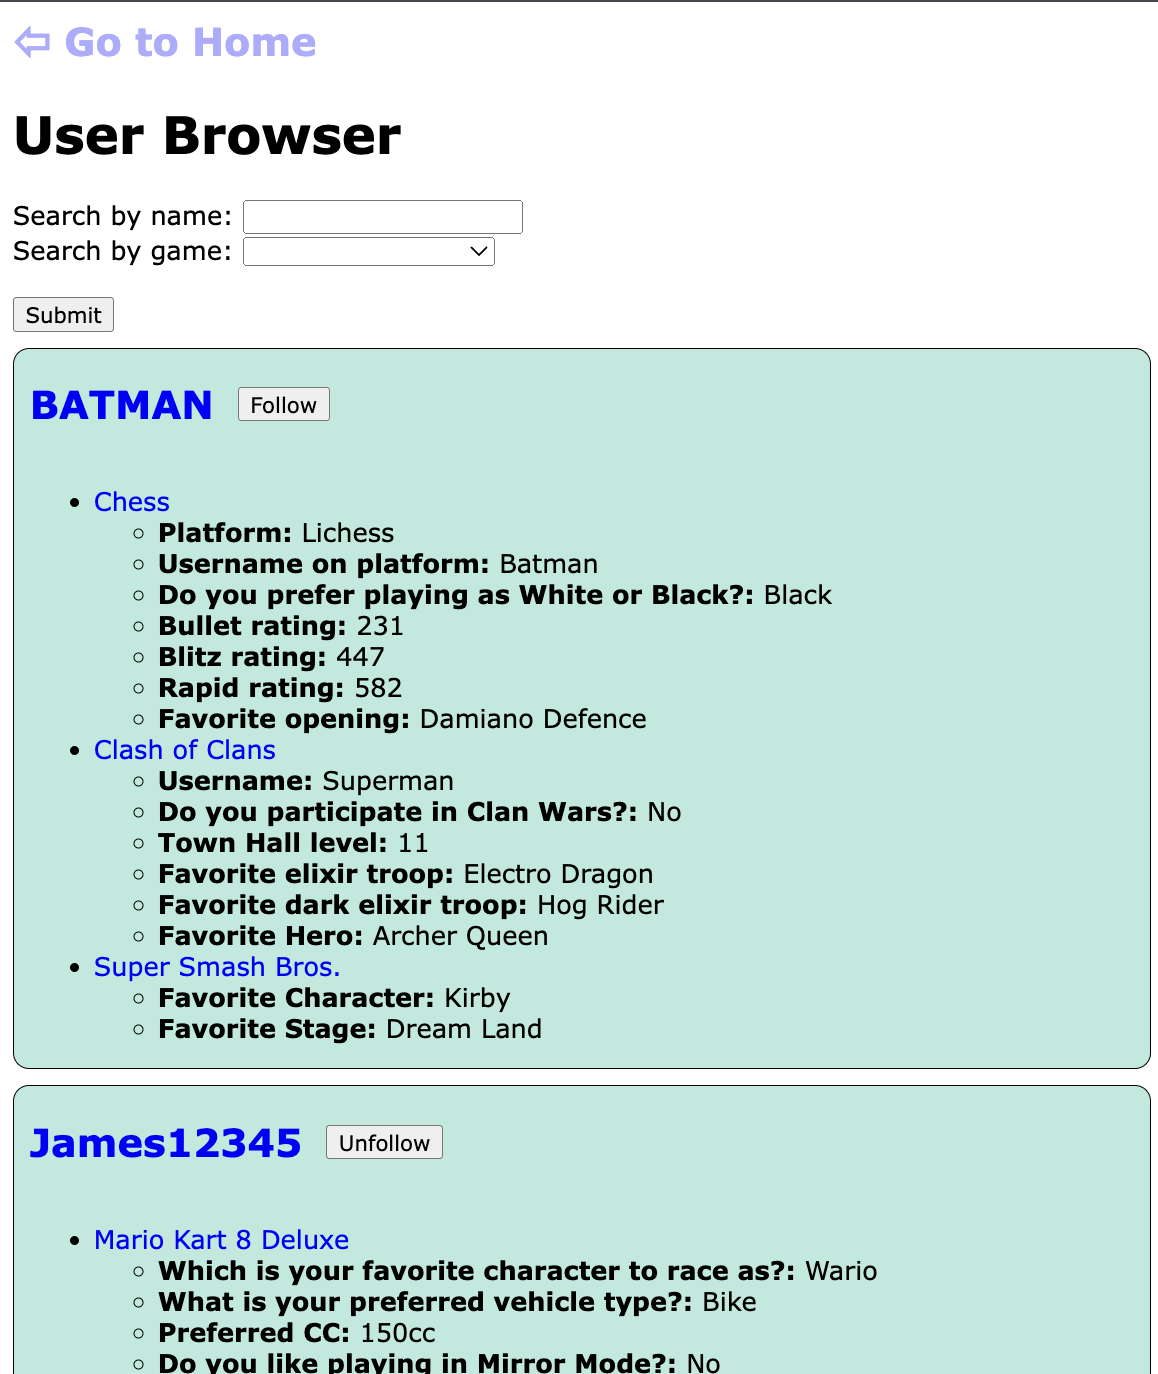 ⇦ Go to Home
User Browser
Search by name:
Search by game:
Submit
BATMAN Follow
Chess
Platform: Lichess
Username on platform: Batman
Do you prefer playing as White or Black?: Black
Bullet rating: 231
Blitz rating: 447
Rapid rating: 582
Favorite opening: Damiano Defence
Clash of Clans
Username: Superman
Do you participate in Clan Wars?: No
Town Hall level: 11
Favorite elixir troop: Electro Dragon
Favorite dark elixir troop: Hog Rider
Favorite Hero: Archer Queen
Super Smash Bros.
Favorite Character: Kirby
Favorite Stage: Dream Land
James12345 Unfollow
Mario Kart 8 Deluxe
Which is your favorite character to race as?: Wario
What is your preferred vehicle type?: Bike
Preferred CC: 150cc
Do you like playing in Mirror Mode?: No